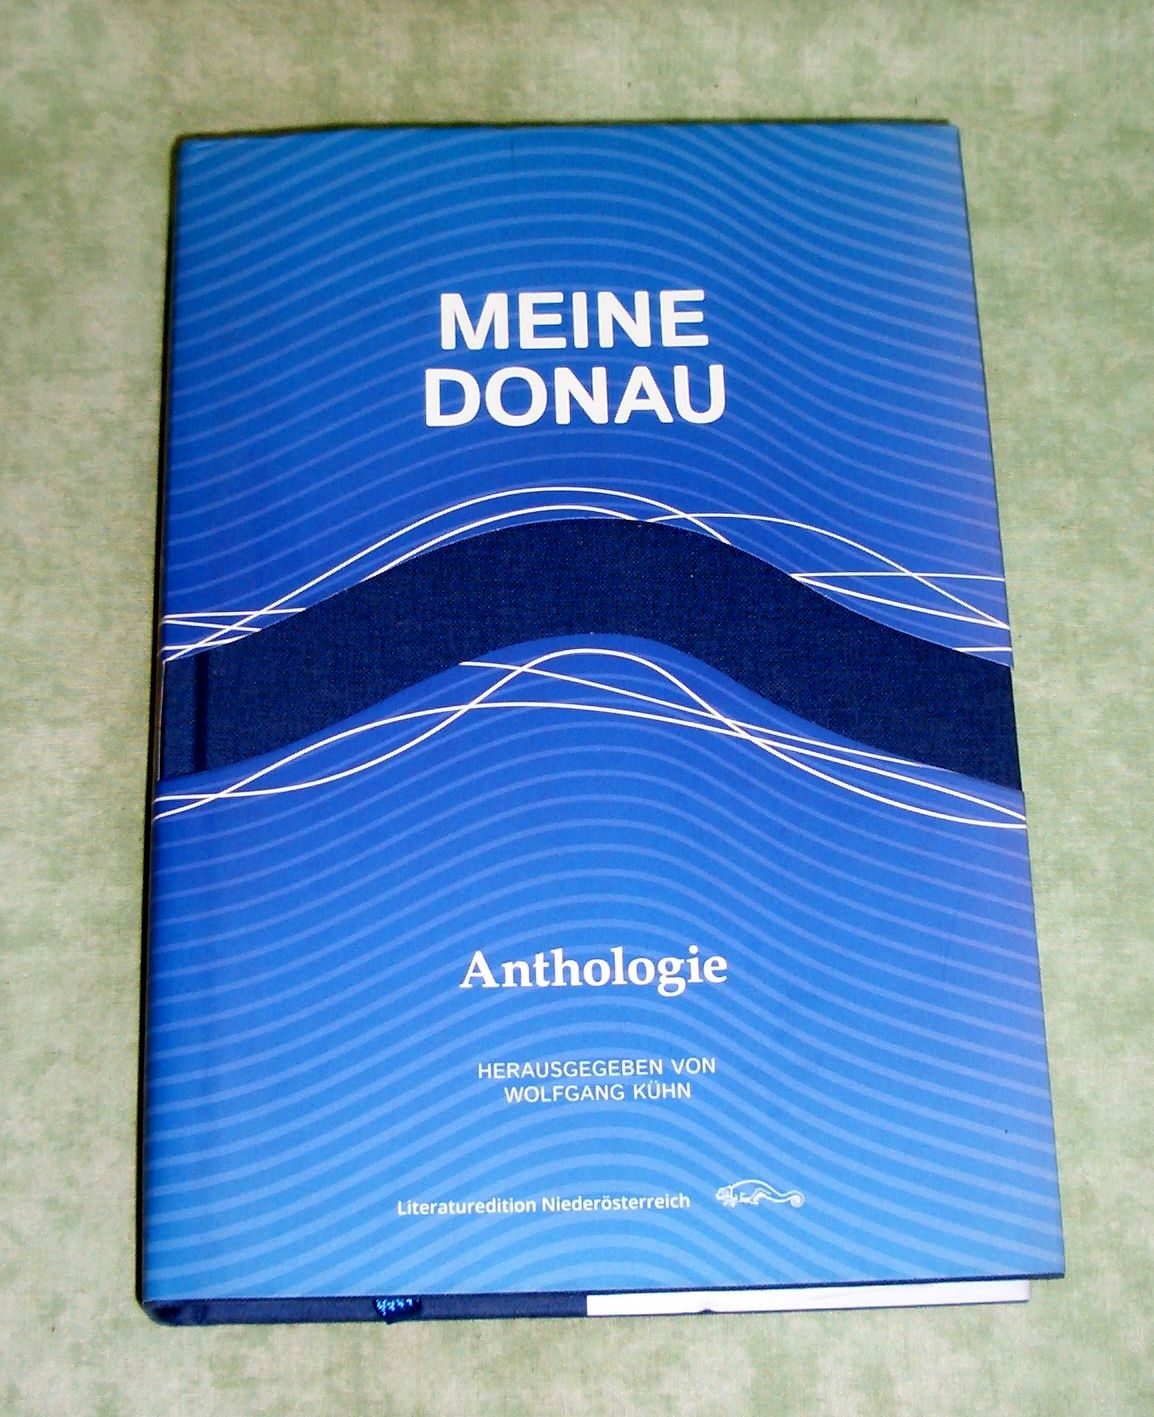 MEINE
DONAU
Anthologie
HERAUSGEGEBEN VON
WOLFGANG KÜHN
Literaturedition Niederösterreich